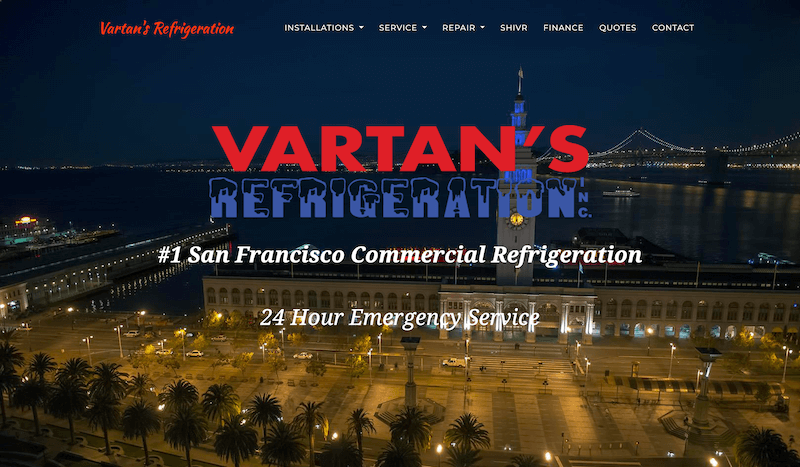 Vartan's Refrigeration
INSTALLATIONS SERVICE REPAIR SHIVR FINANCE QUOTES CONTACT
VARTAN'S
REFRIGERATION INC.
#1 San Francisco Commercial Refrigeration
24 Hour Emergency Service